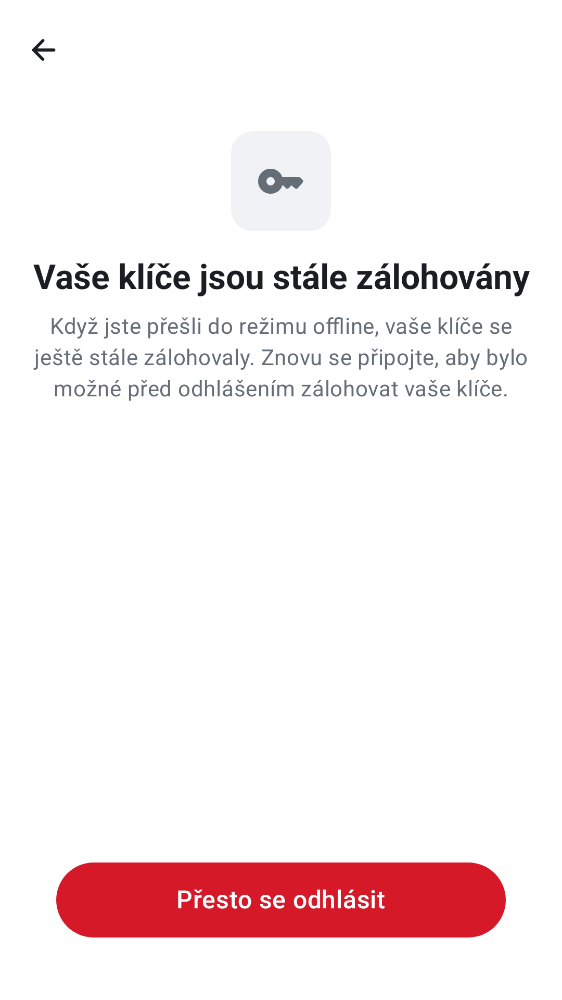 Vaše klíče jsou stále zálohovány
Když jste přešli do režimu offline, vaše klíče se
ještě stále zálohovaly. Znovu se připojte, aby bylo
možné před odhlášením zálohovat vaše klíče.
Přesto se odhlásit